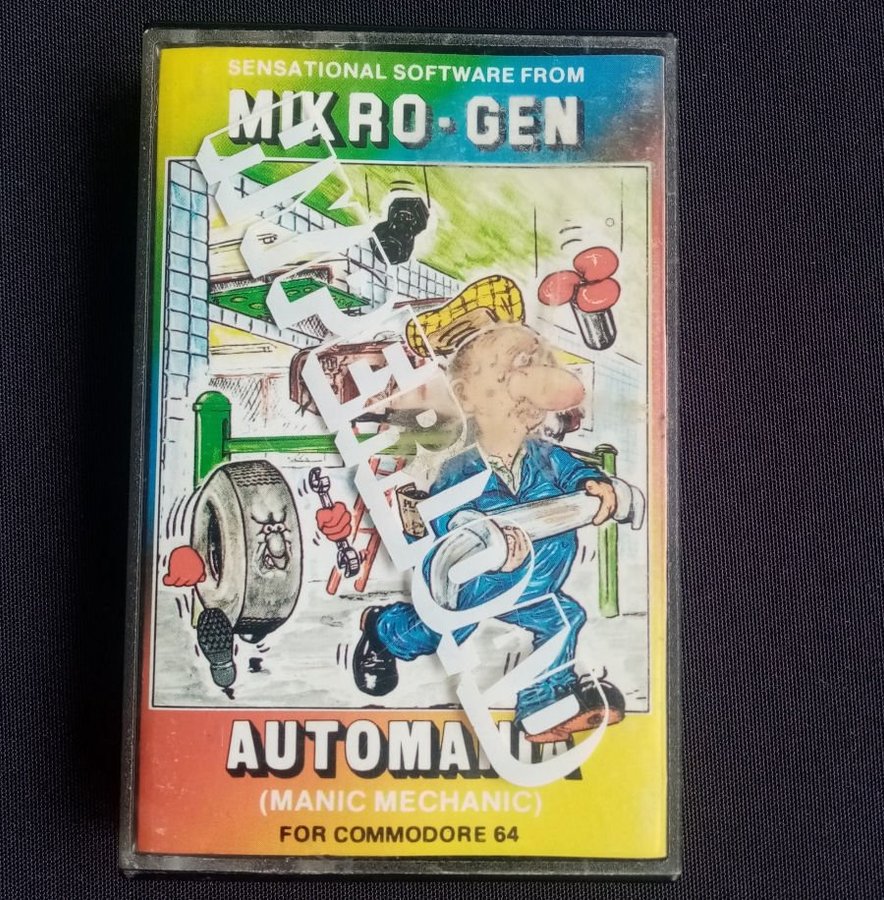 SENSATIONAL SOFTWARE FROM
MIKRO-GEN
AUTOMANIA
(MANIC MECHANIC)
FOR COMMODORE 64